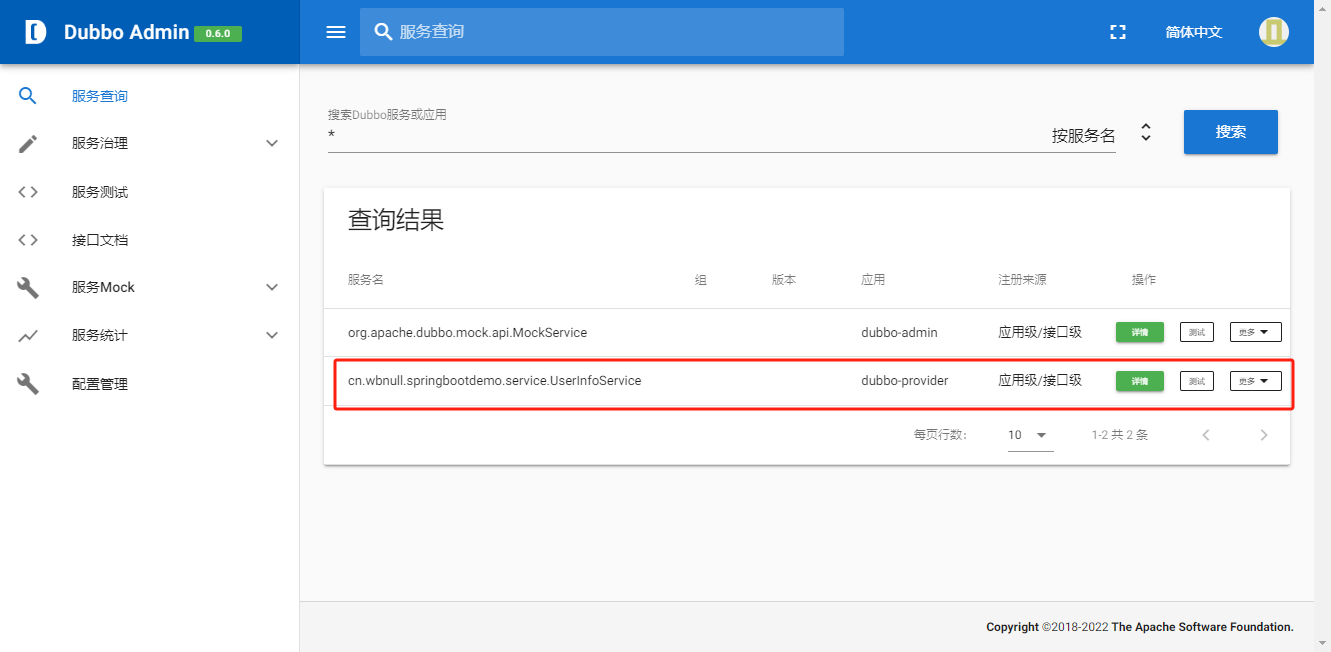 Dubbo Admin 0.6.0
服务查询
简体中文
服务查询
服务治理
服务测试
接口文档
服务Mock
服务统计
配置管理
搜索Dubbo服务或应用
*
按服务名
搜索
查询结果
服务名 组 版本 应用 注册来源 操作
org.apache.dubbo.mock.api.MockService dubbo-admin 应用级/接口级 详情 测试 更多
cn.wbnull.springbootdemo.service.UserInfoService dubbo-provider 应用级/接口级 详情 测试 更多
每页行数: 10 1-2 共 2 条
Copyright ©2018-2022 The Apache Software Foundation.